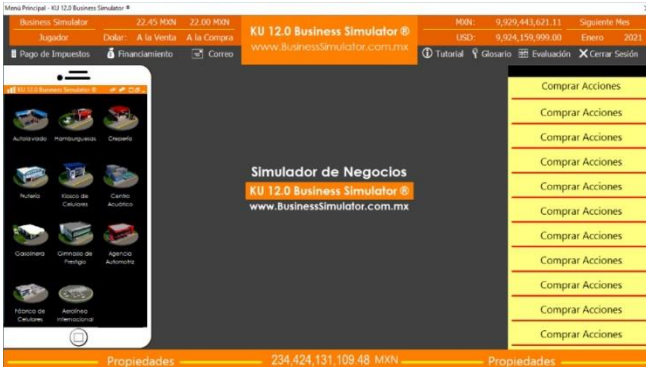 Menú Principal - KU 12.0 Business Simulator ®
Business Simulator 22.45 MXN 22.00 MXN
Jugador Dolar: A la Venta A la Compra
Pago de Impuestos Financiamiento Correo
KU 12.0 Business Simulator ®
www.BusinessSimulator.com.mx
MXN: 9,929,443,621.11 Siguiente Mes
USD: 9,924,159,999.00 Enero 2021
Tutorial Glosario Evaluación Cerrar Sesión
KU 12.0 Business Simulator ®
Autolavado Hamburguesas Crepería
Frutería Kiosco de Celulares Centro Acuático
Gasolinera Gimnasio de Prestigio Agencia Automotriz
Fábrica de Celulares Aerolínea Internacional
Simulador de Negocios
KU 12.0 Business Simulator ®
www.BusinessSimulator.com.mx
Comprar Acciones
Comprar Acciones
Comprar Acciones
Comprar Acciones
Comprar Acciones
Comprar Acciones
Comprar Acciones
Comprar Acciones
Comprar Acciones
Comprar Acciones
Comprar Acciones
Propiedades 234,424,131,109.48 MXN Propiedades